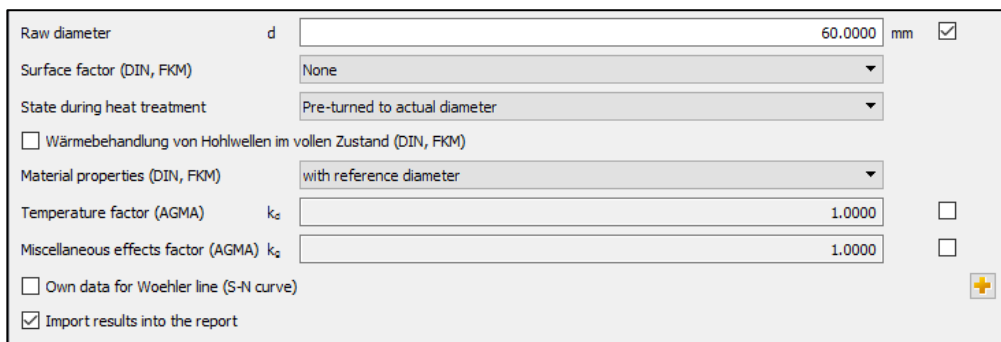 Raw diameter d 60.0000 mm
Surface factor (DIN, FKM) None
State during heat treatment Pre-turned to actual diameter
Wärmebehandlung von Hohlwellen im vollen Zustand (DIN, FKM)
Material properties (DIN, FKM) with reference diameter
Temperature factor (AGMA) kd 1.0000
Miscellaneous effects factor (AGMA) kg 1.0000
Own data for Woehler line (S-N curve)
Import results into the report